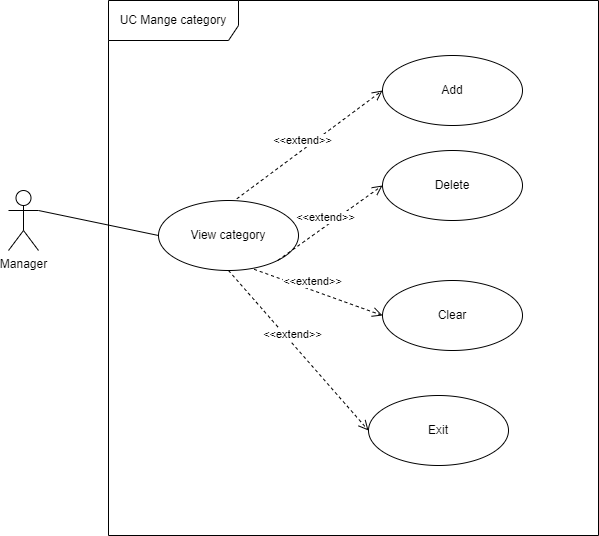 UC Mange category
Add
<<extend>>
Delete
<<extend>>
View category
Manager
<<extend>>
Clear
<<extend>>
Exit